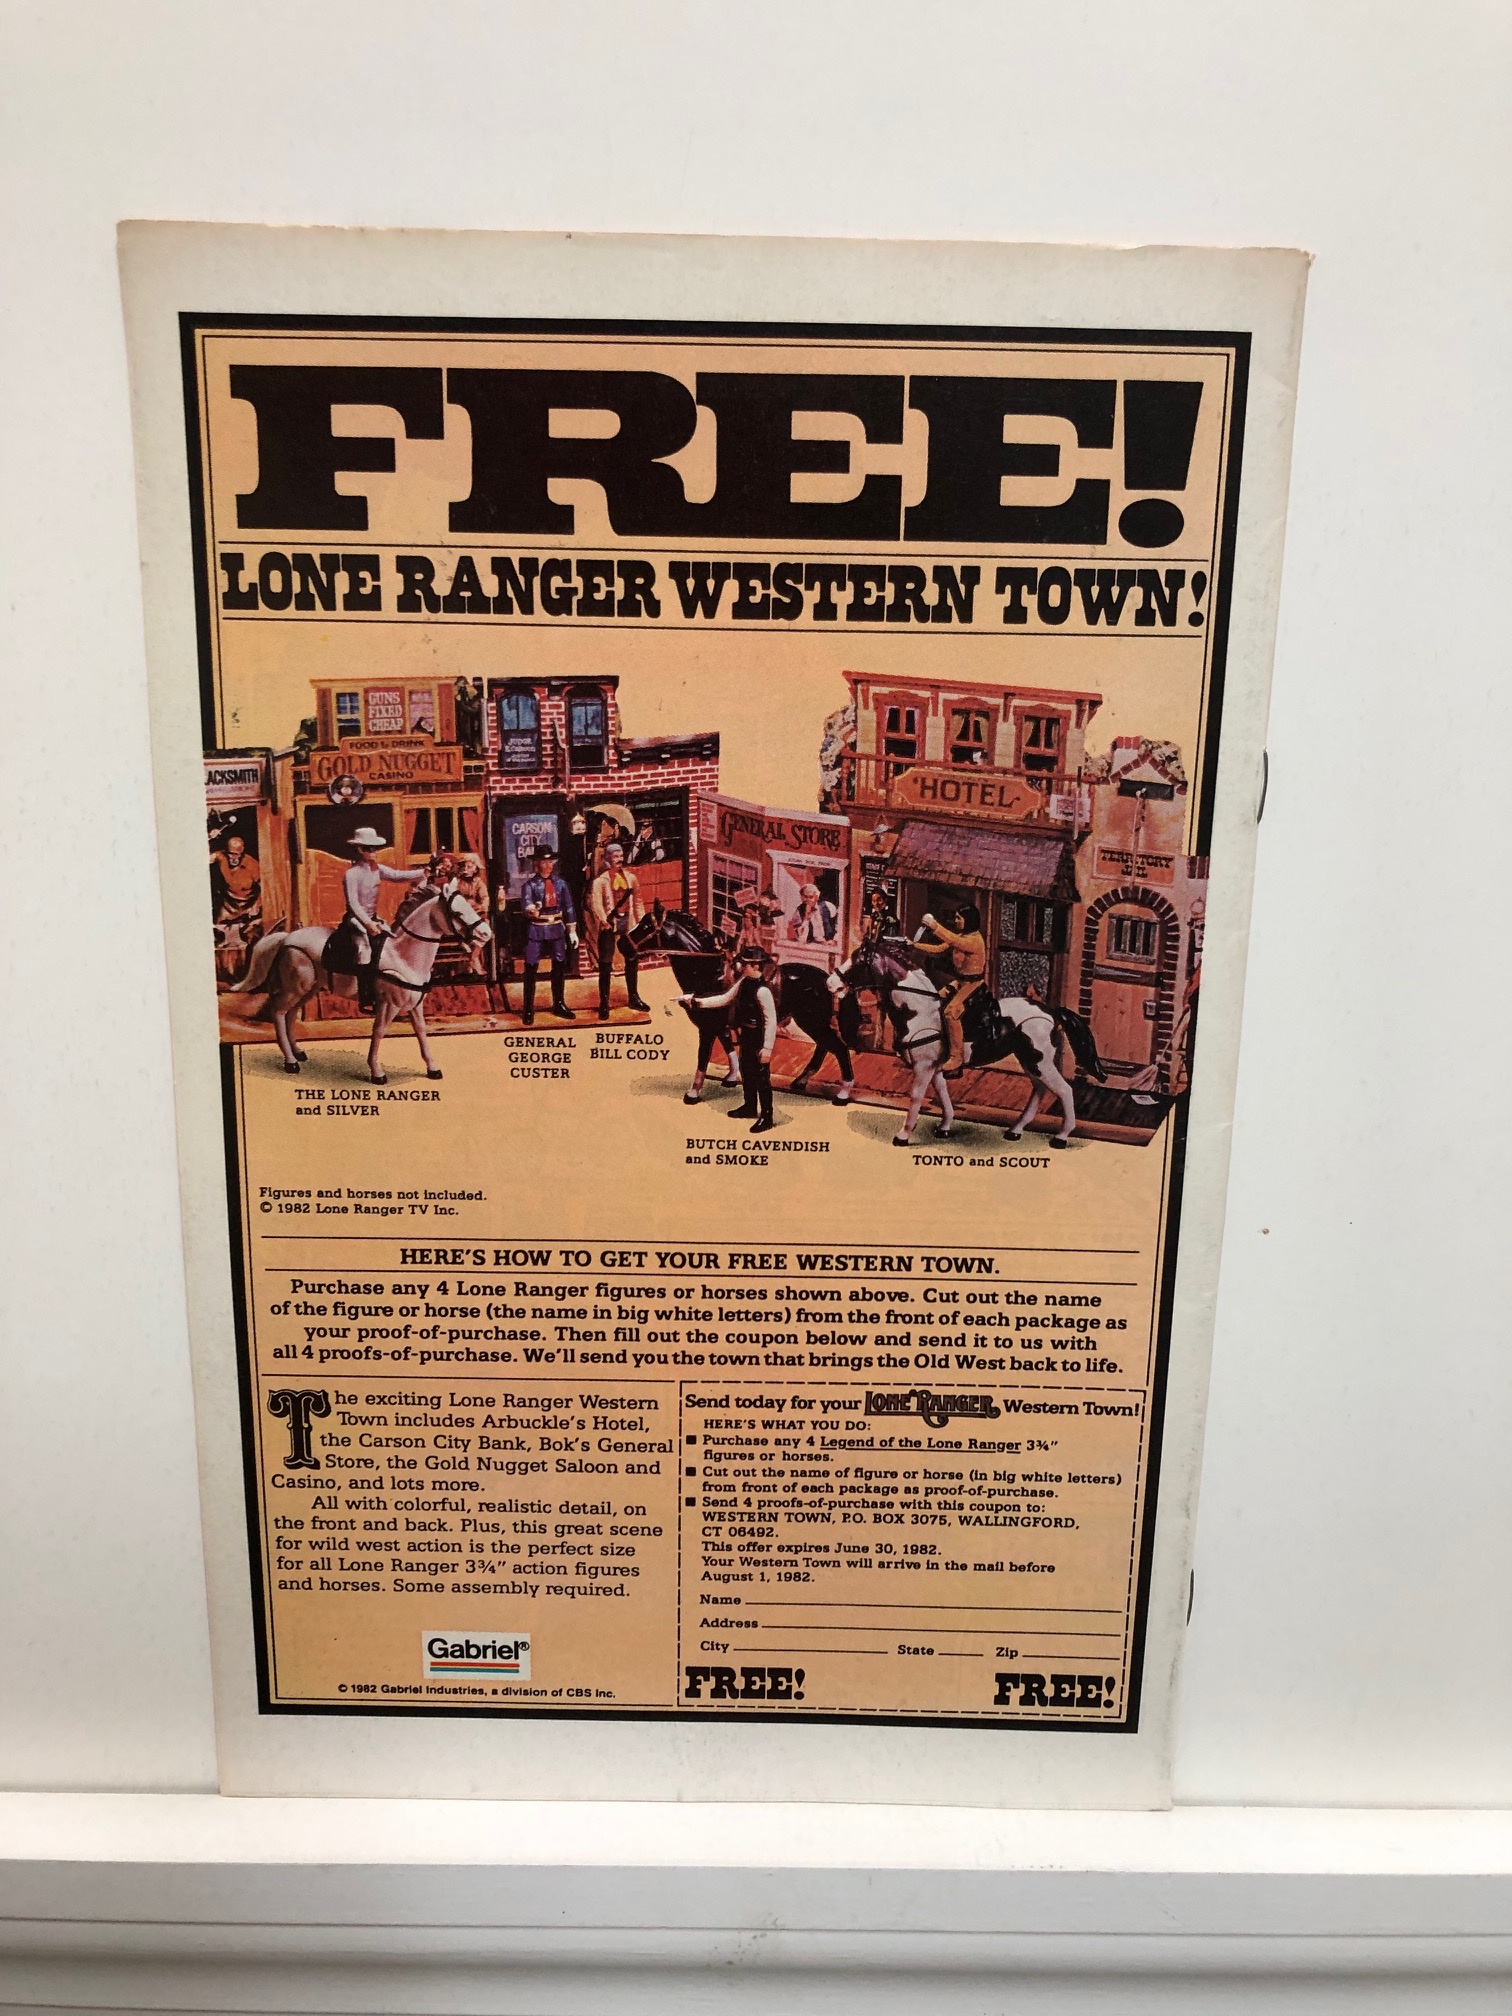 FREE!
LONE RANGER WESTERN TOWN!
GUNS
FIXED
CHEAP
FOOD & DRINK
GOLD NUGGET
CASINO
ACKSMITH
CARSON
CITY
GENERAL STORE
HOTEL
GENERAL
GEORGE
CUSTER
BUFFALO
BILL CODY
THE LONE RANGER
and SILVER
BUTCH CAVENDISH
and SMOKE
TONTO and SCOUT
Figures and horses not included.
© 1982 Lone Ranger TV Inc.
HERE'S HOW TO GET YOUR FREE WESTERN TOWN.
Purchase any 4 Lone Ranger figures or horses shown above. Cut out the name
of the figure or horse (the name in big white letters) from the front of each package as
your proof-of-purchase. Then fill out the coupon below and send it to us with
all 4 proofs-of-purchase. We'll send you the town that brings the Old West back to life.
The exciting Lone Ranger Western
Town includes Arbuckle's Hotel,
the Carson City Bank, Bok's General
Store, the Gold Nugget Saloon and
Casino, and lots more.
All with colorful, realistic detail, on
the front and back. Plus, this great scene
for wild west action is the perfect size
for all Lone Ranger 3¾" action figures
and horses. Some assembly required.
Gabriel®
© 1982 Gabriel Industries, a division of CBS Inc.
Send today for your LONE RANGER Western Town!
HERE'S WHAT YOU DO:
■ Purchase any 4 Legend of the Lone Ranger 3¾"
figures or horses.
■ Cut out the name of figure or horse (in big white letters)
from front of each package as proof-of-purchase.
■ Send 4 proofs-of-purchase with this coupon to:
WESTERN TOWN, P.O. BOX 3075, WALLINGFORD,
CT 06492.
This offer expires June 30, 1982.
Your Western Town will arrive in the mail before
August 1, 1982.
Name
Address
City State Zip
FREE! FREE!